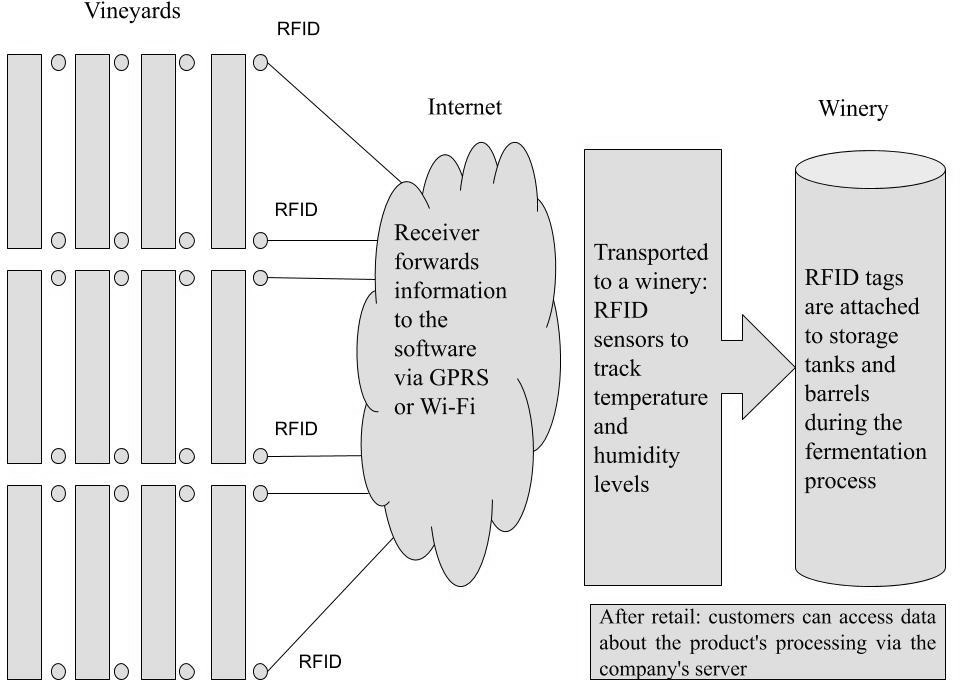 Vineyards
RFID
Internet
Winery
RFID
Receiver
forwards
information
to the
software
via GPRS
or Wi-Fi
Transported
to a winery:
RFID
sensors to
track
temperature
and
humidity
levels
RFID tags
are attached
to storage
tanks and
barrels
during the
fermentation
process
RFID
After retail: customers can access data
about the product's processing via the
company's server
RFID